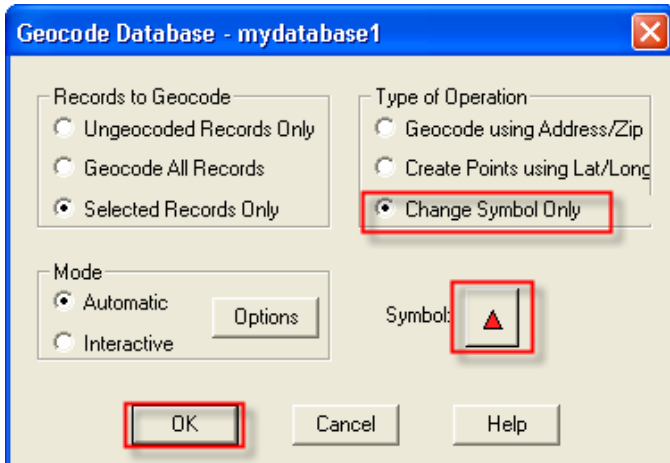 Geocode Database - mydatabase1
Records to Geocode
Ungeocoded Records Only
Geocode All Records
Selected Records Only
Type of Operation
Geocode using Address/Zip
Create Points using Lat/Long
Change Symbol Only
Mode
Automatic
Interactive
Options
Symbol:
OK
Cancel
Help